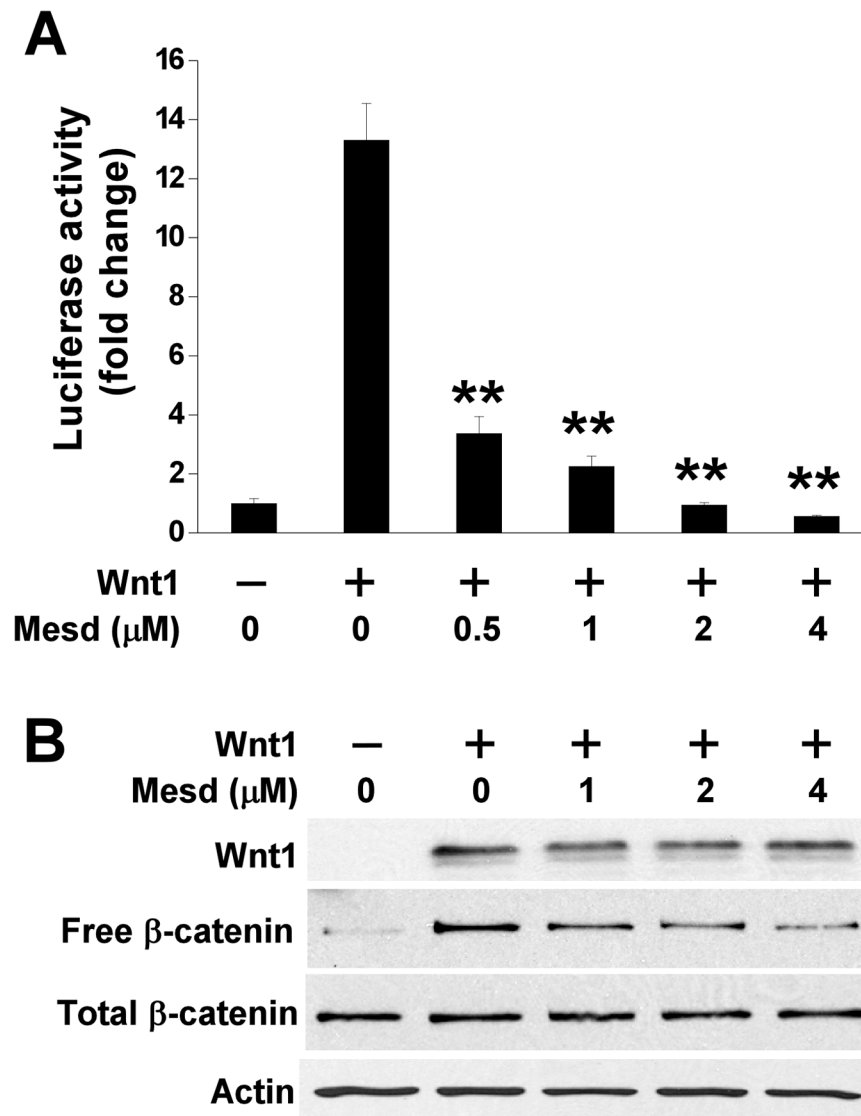 A
Luciferase activity
(fold change)
16
14
12
10
8
6
4
2
0
** ** ** **
Wnt1 − + + + + +
Mesd (μM) 0 0 0.5 1 2 4
B
Wnt1 − + + + +
Mesd (μM) 0 0 1 2 4
Wnt1
Free β-catenin
Total β-catenin
Actin